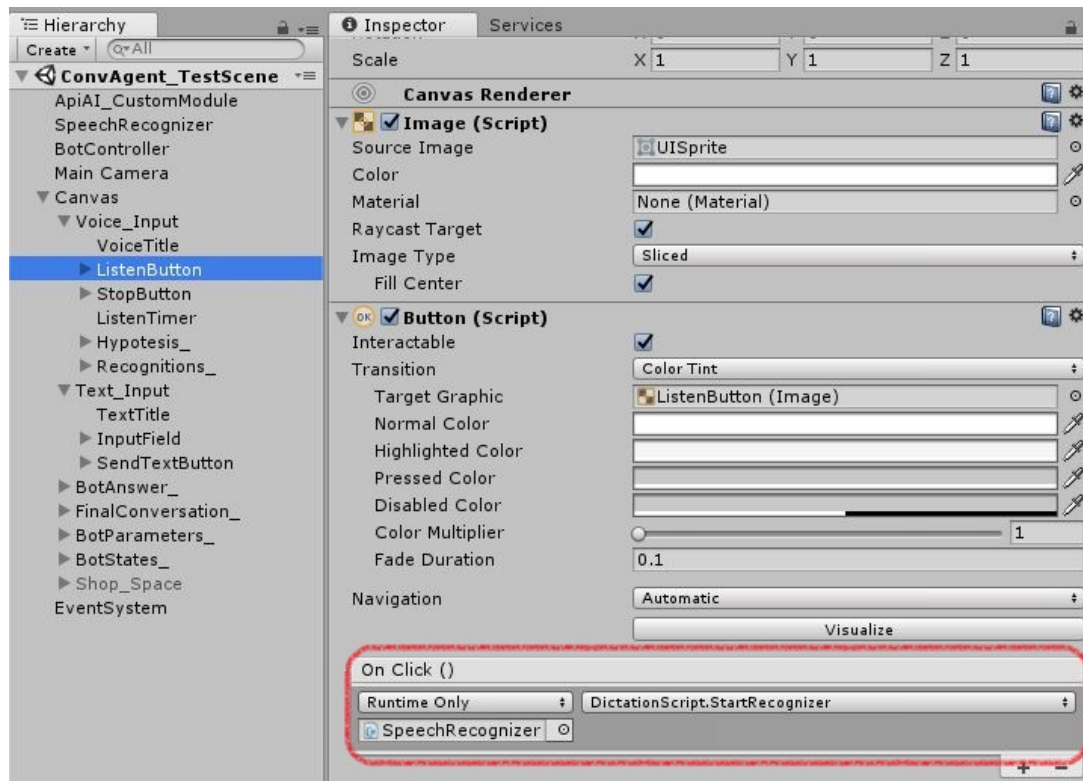 Hierarchy
Create
All
ConvAgent_TestScene
ApiAI_CustomModule
SpeechRecognizer
BotController
Main Camera
Canvas
Voice_Input
VoiceTitle
ListenButton
StopButton
ListenTimer
Hypotesis_
Recognitions_
Text_Input
TextTitle
InputField
SendTextButton
BotAnswer_
FinalConversation_
BotParameters_
BotStates_
Shop_Space
EventSystem
Inspector Services
Scale X 1 Y 1 Z 1
Canvas Renderer
Image (Script)
Source Image UISprite
Color
Material None (Material)
Raycast Target
Image Type Sliced
Fill Center
OK Button (Script)
Interactable
Transition Color Tint
Target Graphic ListenButton (Image)
Normal Color
Highlighted Color
Pressed Color
Disabled Color
Color Multiplier 1
Fade Duration 0.1
Navigation Automatic
Visualize
On Click ()
Runtime Only DictationScript.StartRecognizer
SpeechRecognizer
+ −